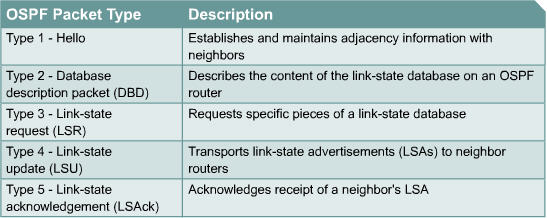 OSPF Packet Type Description
Type 1 - Hello Establishes and maintains adjacency information with
neighbors
Type 2 - Database Describes the content of the link-state database on an OSPF
description packet (DBD) router
Type 3 - Link-state Requests specific pieces of a link-state database
request (LSR)
Type 4 - Link-state Transports link-state advertisements (LSAs) to neighbor
update (LSU) routers
Type 5 - Link-state Acknowledges receipt of a neighbor's LSA
acknowledgement (LSAck)